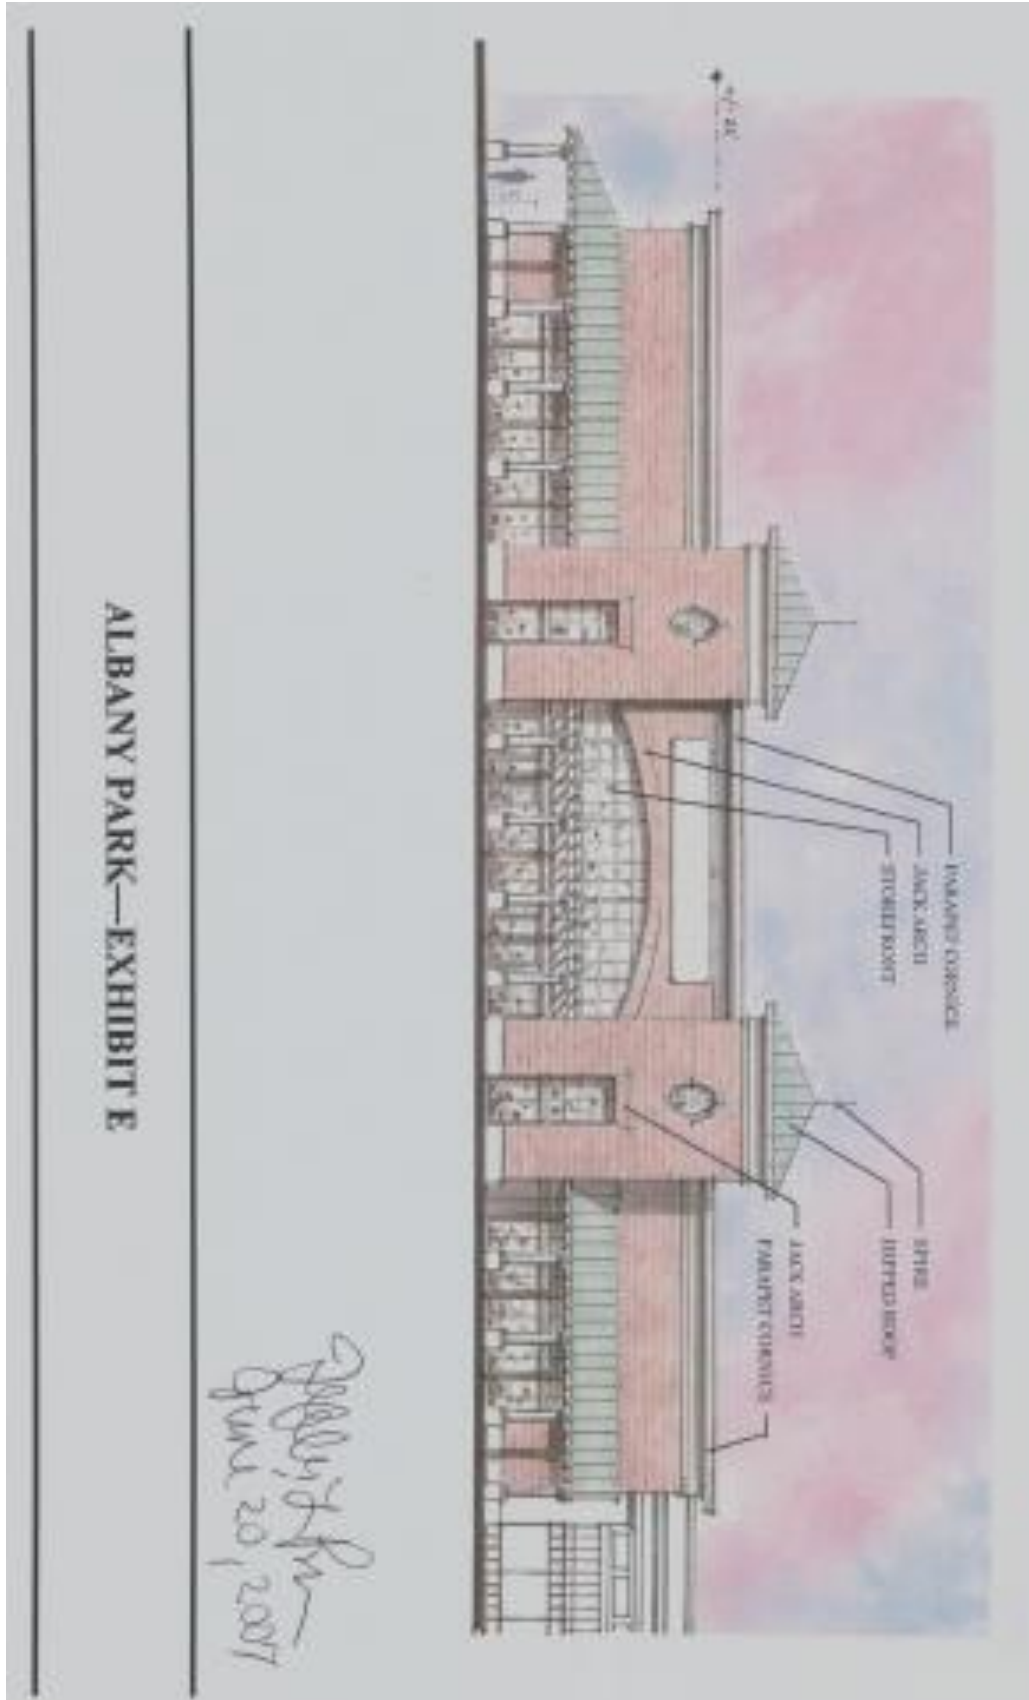 PARAPET CORNICE
JACK ARCH
STOREFRONT
SPIRE
HIPPED ROOF
JACK ARCH
PARAPET CORNICE
June 20, 2007
ALBANY PARK—EXHIBIT E